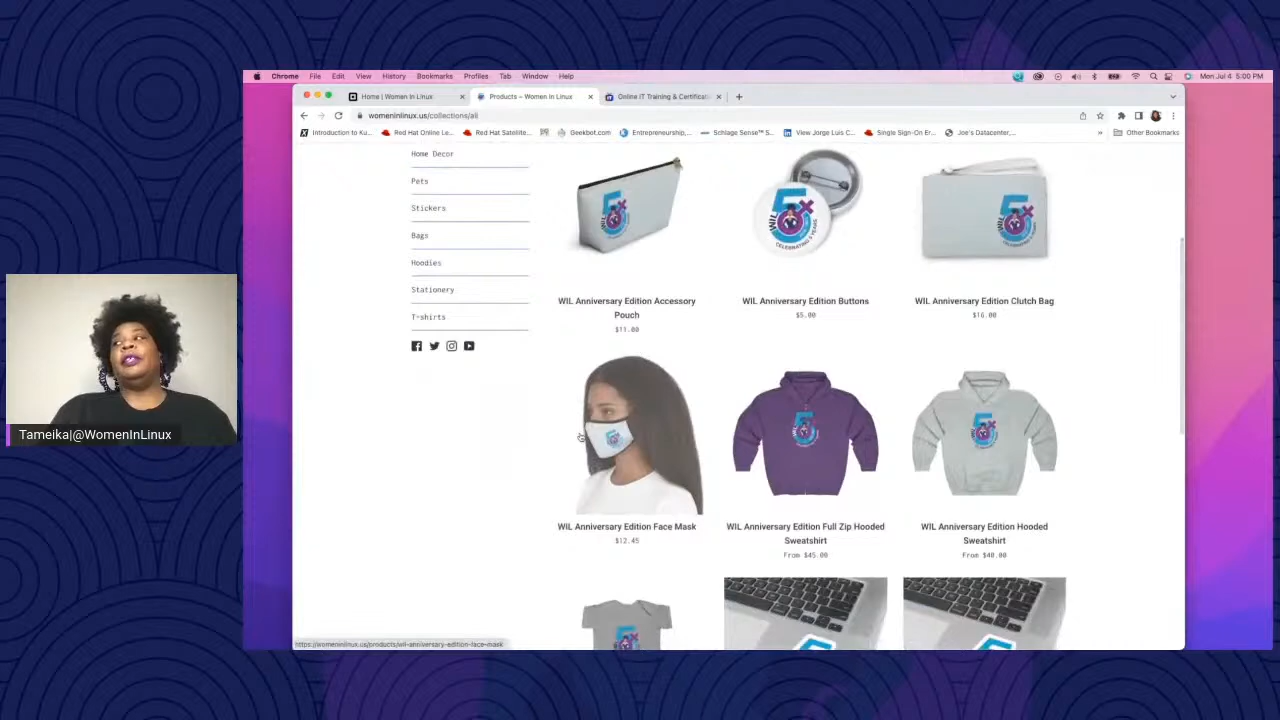 Chrome File Edit View History Bookmarks Profiles Tab Window Help
Mon Jul 4 5:00 PM
Home | Women In Linux
Products – Women In Linux
Online IT Training & Certificat
womeninlinux.us/collections/all
Introduction to Ku...
Red Hat Online Le...
Red Hat Satellite...
Geekbot.com
Entrepreneurship,...
Schlage Sense™ S...
View Jorge Luis C...
Single Sign-On Er...
Joe's Datacenter,...
Other Bookmarks
Home Decor
Pets
Stickers
Bags
Hoodies
Stationery
T-shirts
WIL
5x
CELEBRATING 5 YEARS
WIL Anniversary Edition Accessory
Pouch
$11.00
WIL Anniversary Edition Buttons
$5.00
WIL Anniversary Edition Clutch Bag
$16.00
WIL Anniversary Edition Face Mask
$12.45
WIL Anniversary Edition Full Zip Hooded
Sweatshirt
From $45.00
WIL Anniversary Edition Hooded
Sweatshirt
From $40.00
https://womeninlinux.us/products/wil-anniversary-edition-face-mask
Tameika|@WomenInLinux